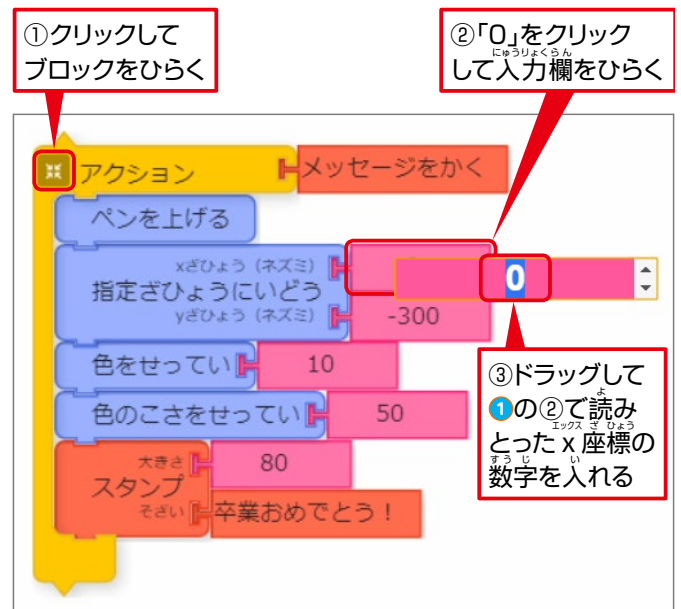 ①クリックして
ブロックをひらく
②「0」をクリック
にゅうりょくらん
して入力欄をひらく
アクション
メッセージをかく
ペンを上げる
xざひょう（ネズミ）
指定ざひょうにいどう
yざひょう（ネズミ）
0
-300
色をせってい
10
色のこさをせってい
50
大きさ
80
スタンプ
そざい
卒業おめでとう！
③ドラッグして
よ
❶の②で読み
エックス ざ ひょう
とったx座標の
すう じ い
数字を入れる